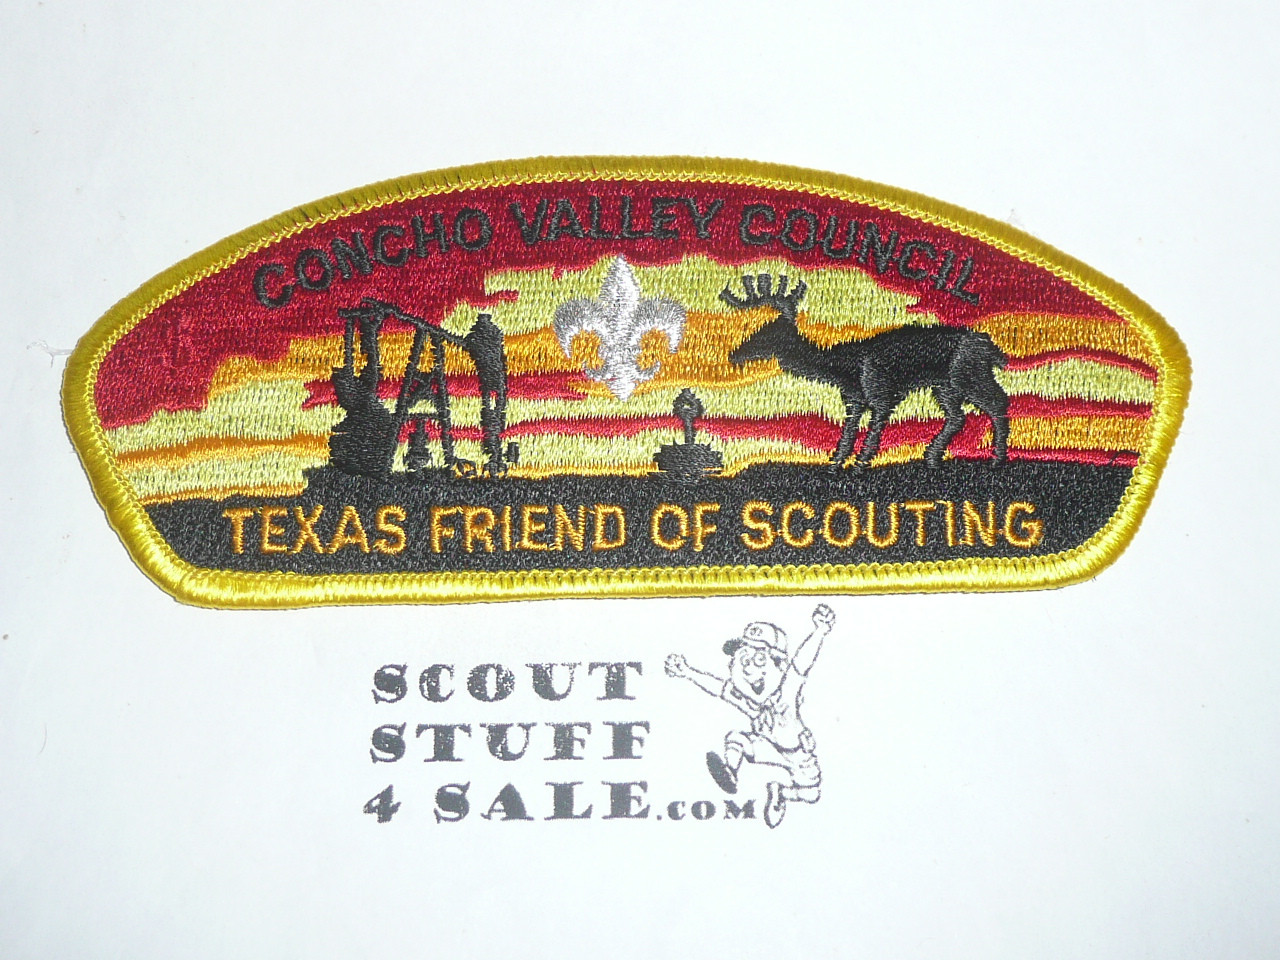 CONCHO VALLEY COUNCIL
TEXAS FRIEND OF SCOUTING
SCOUT
STUFF
4 SALE.COM